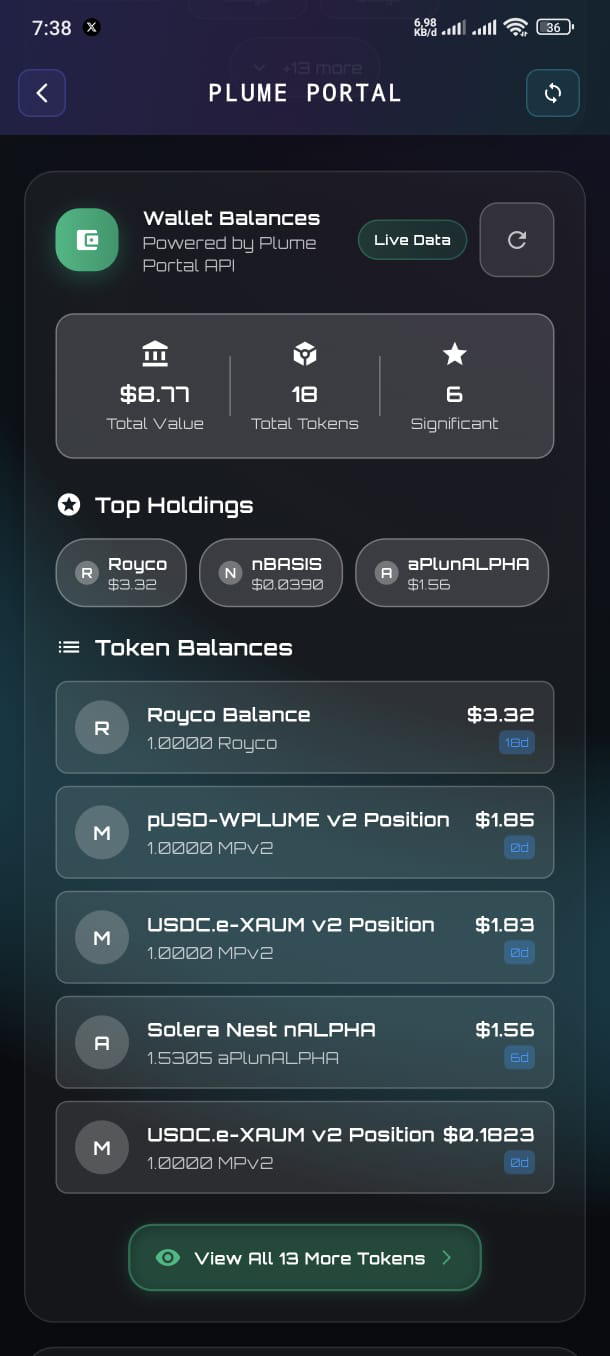 7:38
6,98
KB/d
36
+13 more
PLUME PORTAL
Wallet Balances
Powered by Plume
Portal API
Live Data
$8.77
18
6
Total Value
Total Tokens
Significant
Top Holdings
R
Royco
$3.32
N
nBASIS
$0.0390
A
aPlunALPHA
$1.56
Token Balances
R
Royco Balance
$3.32
1.0000 Royco
18d
M
pUSD-WPLUME v2 Position
$1.85
1.0000 MPv2
0d
M
USDC.e-XAUM v2 Position
$1.83
1.0000 MPv2
0d
A
Solera Nest nALPHA
$1.56
1.5305 aPlunALPHA
6d
M
USDC.e-XAUM v2 Position $0.1823
1.0000 MPv2
0d
View All 13 More Tokens